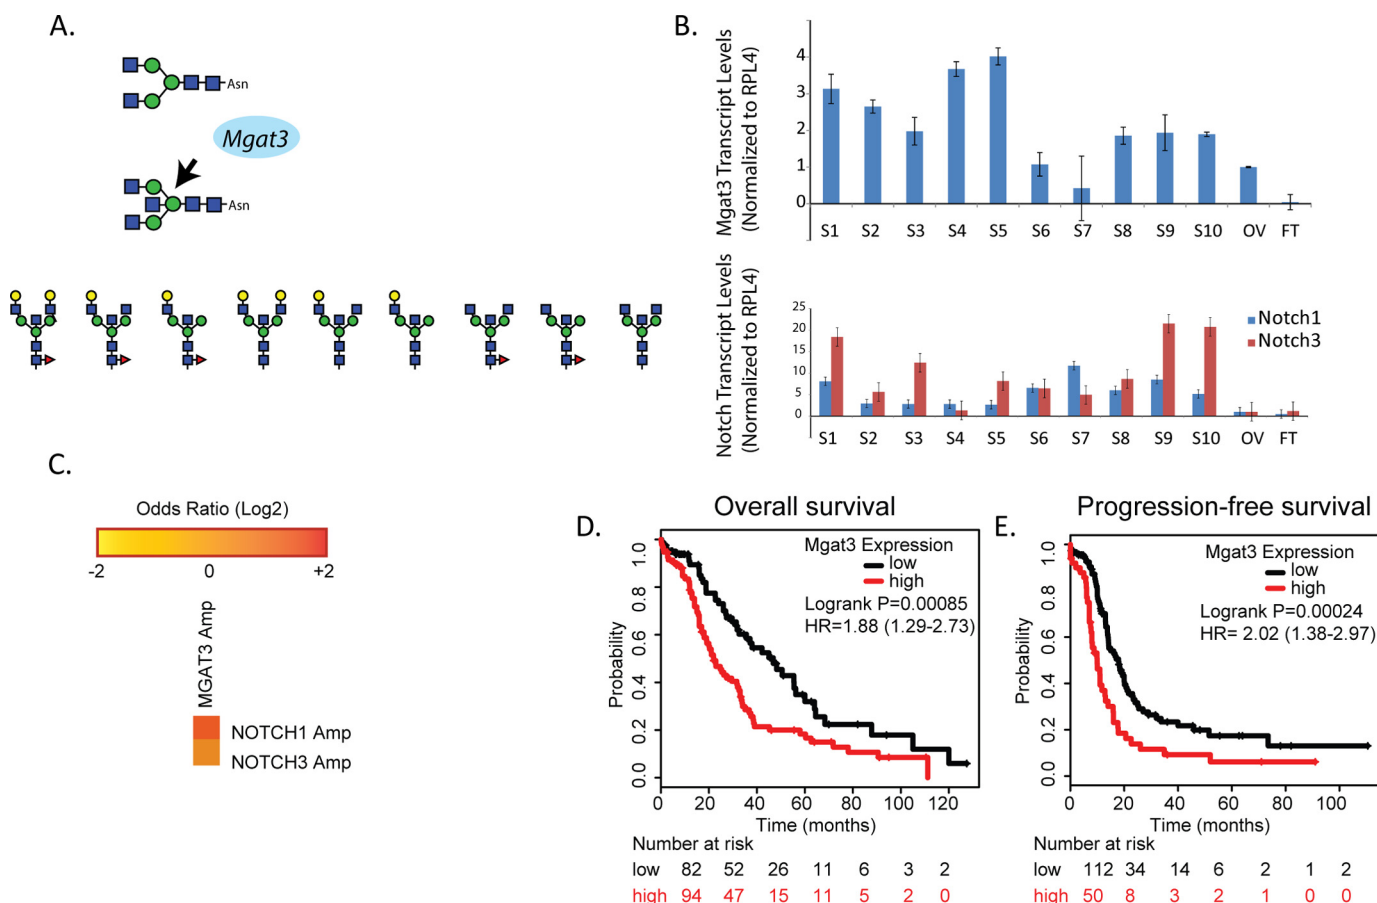 A.
Asn
Mgat3
Asn
B.
Mgat3 Transcript Levels
(Normalized to RPL4)
4
3
2
1
0
S1 S2 S3 S4 S5 S6 S7 S8 S9 S10 OV FT
Notch Transcript Levels
(Normalized to RPL4)
25
20
15
10
5
0
Notch1
Notch3
S1 S2 S3 S4 S5 S6 S7 S8 S9 S10 OV FT
C.
Odds Ratio (Log2)
-2 0 +2
MGAT3 Amp
NOTCH1 Amp
NOTCH3 Amp
D.
Overall survival
Mgat3 Expression
low
high
Logrank P=0.00085
HR=1.88 (1.29-2.73)
Probability
1.0
0.8
0.6
0.4
0.2
0.0
0 20 40 60 80 100 120
Time (months)
Number at risk
low 82 52 26 11 6 3 2
high 94 47 15 11 5 2 0
E.
Progression-free survival
Mgat3 Expression
low
high
Logrank P=0.00024
HR= 2.02 (1.38-2.97)
Probability
1.0
0.8
0.6
0.4
0.2
0.0
0 20 40 60 80 100
Time (months)
Number at risk
low 112 34 14 6 2 1 2
high 50 8 3 2 1 0 0